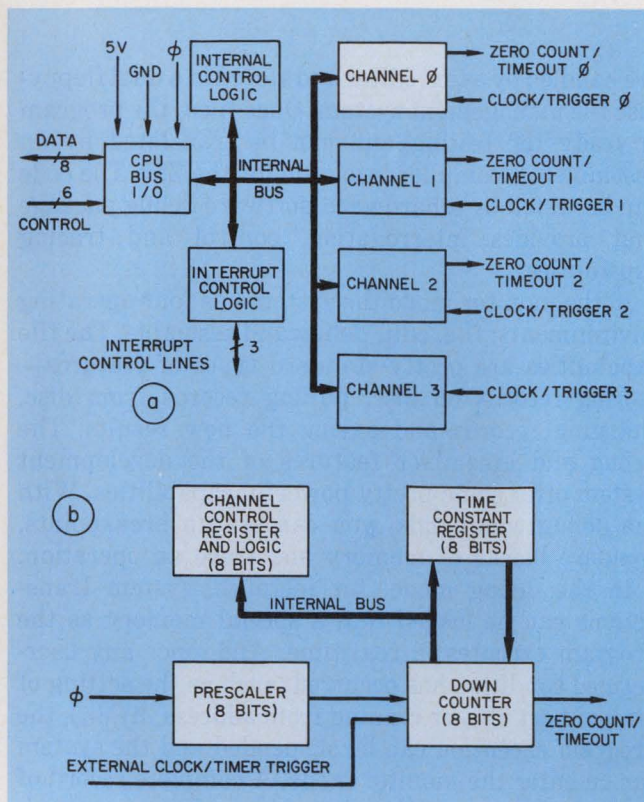 5V
GND
φ
INTERNAL
CONTROL
LOGIC
CHANNEL φ
ZERO COUNT/
TIMEOUT φ
CLOCK/TRIGGER φ
DATA
8
6
CONTROL
CPU
BUS
I/O
INTERNAL
BUS
CHANNEL 1
ZERO COUNT/
TIMEOUT 1
CLOCK/TRIGGER 1
INTERRUPT
CONTROL
LOGIC
CHANNEL 2
ZERO COUNT/
TIMEOUT 2
CLOCK/TRIGGER 2
INTERRUPT
CONTROL LINES
3
CHANNEL 3
CLOCK/TRIGGER 3
a
b
CHANNEL
CONTROL
REGISTER
AND LOGIC
(8 BITS)
TIME
CONSTANT
REGISTER
(8 BITS)
INTERNAL BUS
φ
PRESCALER
(8 BITS)
DOWN
COUNTER
(8 BITS)
ZERO COUNT/
TIMEOUT
EXTERNAL CLOCK/TIMER TRIGGER